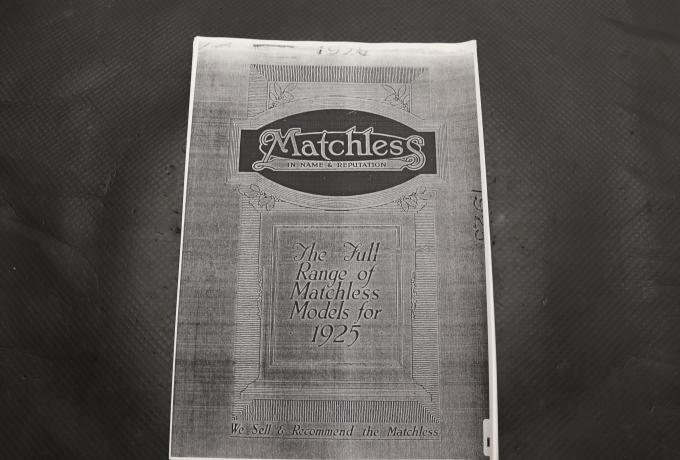 Matchless
IN NAME & REPUTATION
The Full
Range of
Matchless
Models for
1925
We Sell & Recommend the Matchless